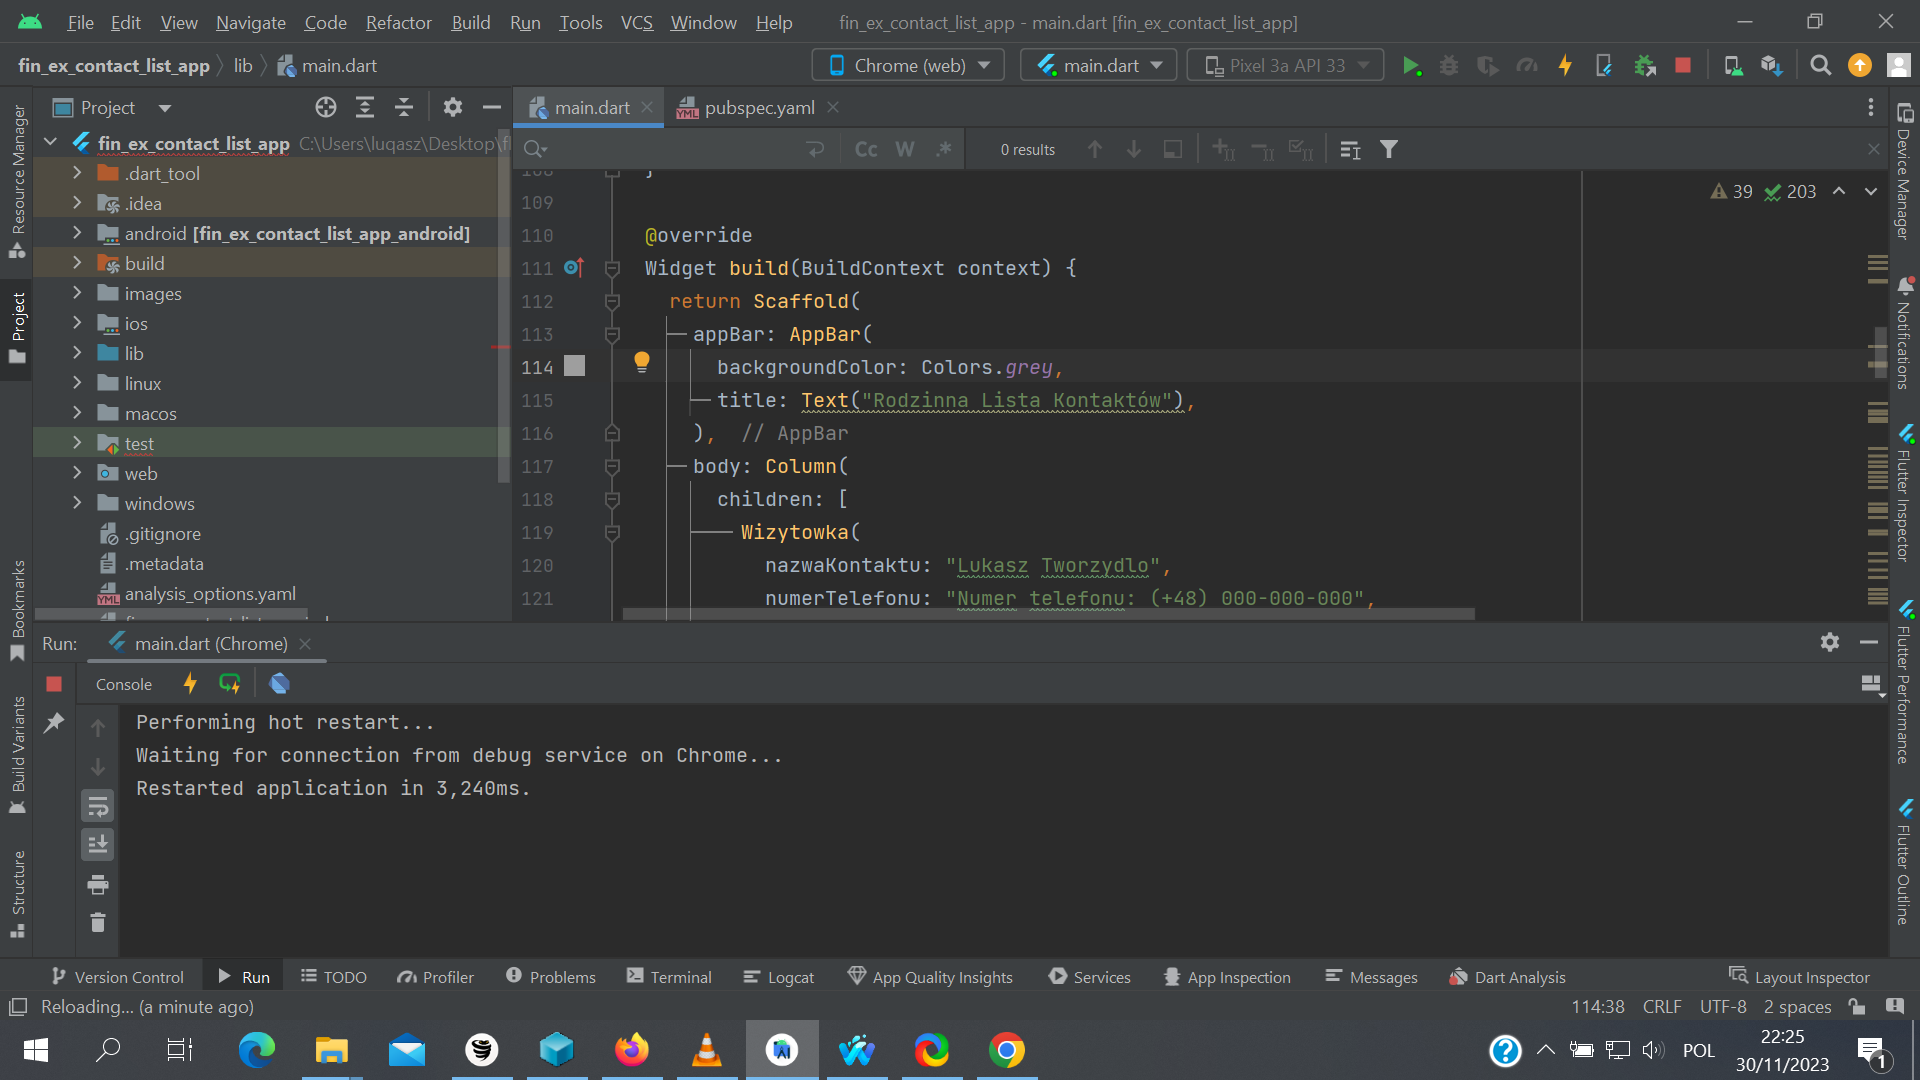 File Edit View Navigate Code Refactor Build Run Tools VCS Window Help fin_ex_contact_list_app - main.dart [fin_ex_contact_list_app]
fin_ex_contact_list_app lib main.dart Chrome (web) main.dart Pixel 3a API 33
Project main.dart pubspec.yaml
fin_ex_contact_list_app C:\Users\luqasz\Desktop\
.dart_tool
.idea
android [fin_ex_contact_list_app_android]
build
images
ios
lib
linux
macos
test
web
windows
.gitignore
.metadata
analysis_options.yaml
Cc W .* 0 results
39 203
109
110 @override
111 Widget build(BuildContext context) {
112 return Scaffold(
113 appBar: AppBar(
114 backgroundColor: Colors.grey,
115 title: Text("Rodzinna Lista Kontaktów"),
116 ), // AppBar
117 body: Column(
118 children: [
119 Wizytowka(
120 nazwaKontaktu: "Lukasz Tworzydlo",
121 numerTelefonu: "Numer telefonu: (+48) 000-000-000",
Resource Manager
Project
Bookmarks
Build Variants
Structure
Device Manager
Notifications
Flutter Inspector
Flutter Performance
Flutter Outline
Run: main.dart (Chrome)
Console
Performing hot restart...
Waiting for connection from debug service on Chrome...
Restarted application in 3,240ms.
Version Control Run TODO Profiler Problems Terminal Logcat App Quality Insights Services App Inspection Messages Dart Analysis Layout Inspector
Reloading... (a minute ago) 114:38 CRLF UTF-8 2 spaces
POL 22:25
30/11/2023
1